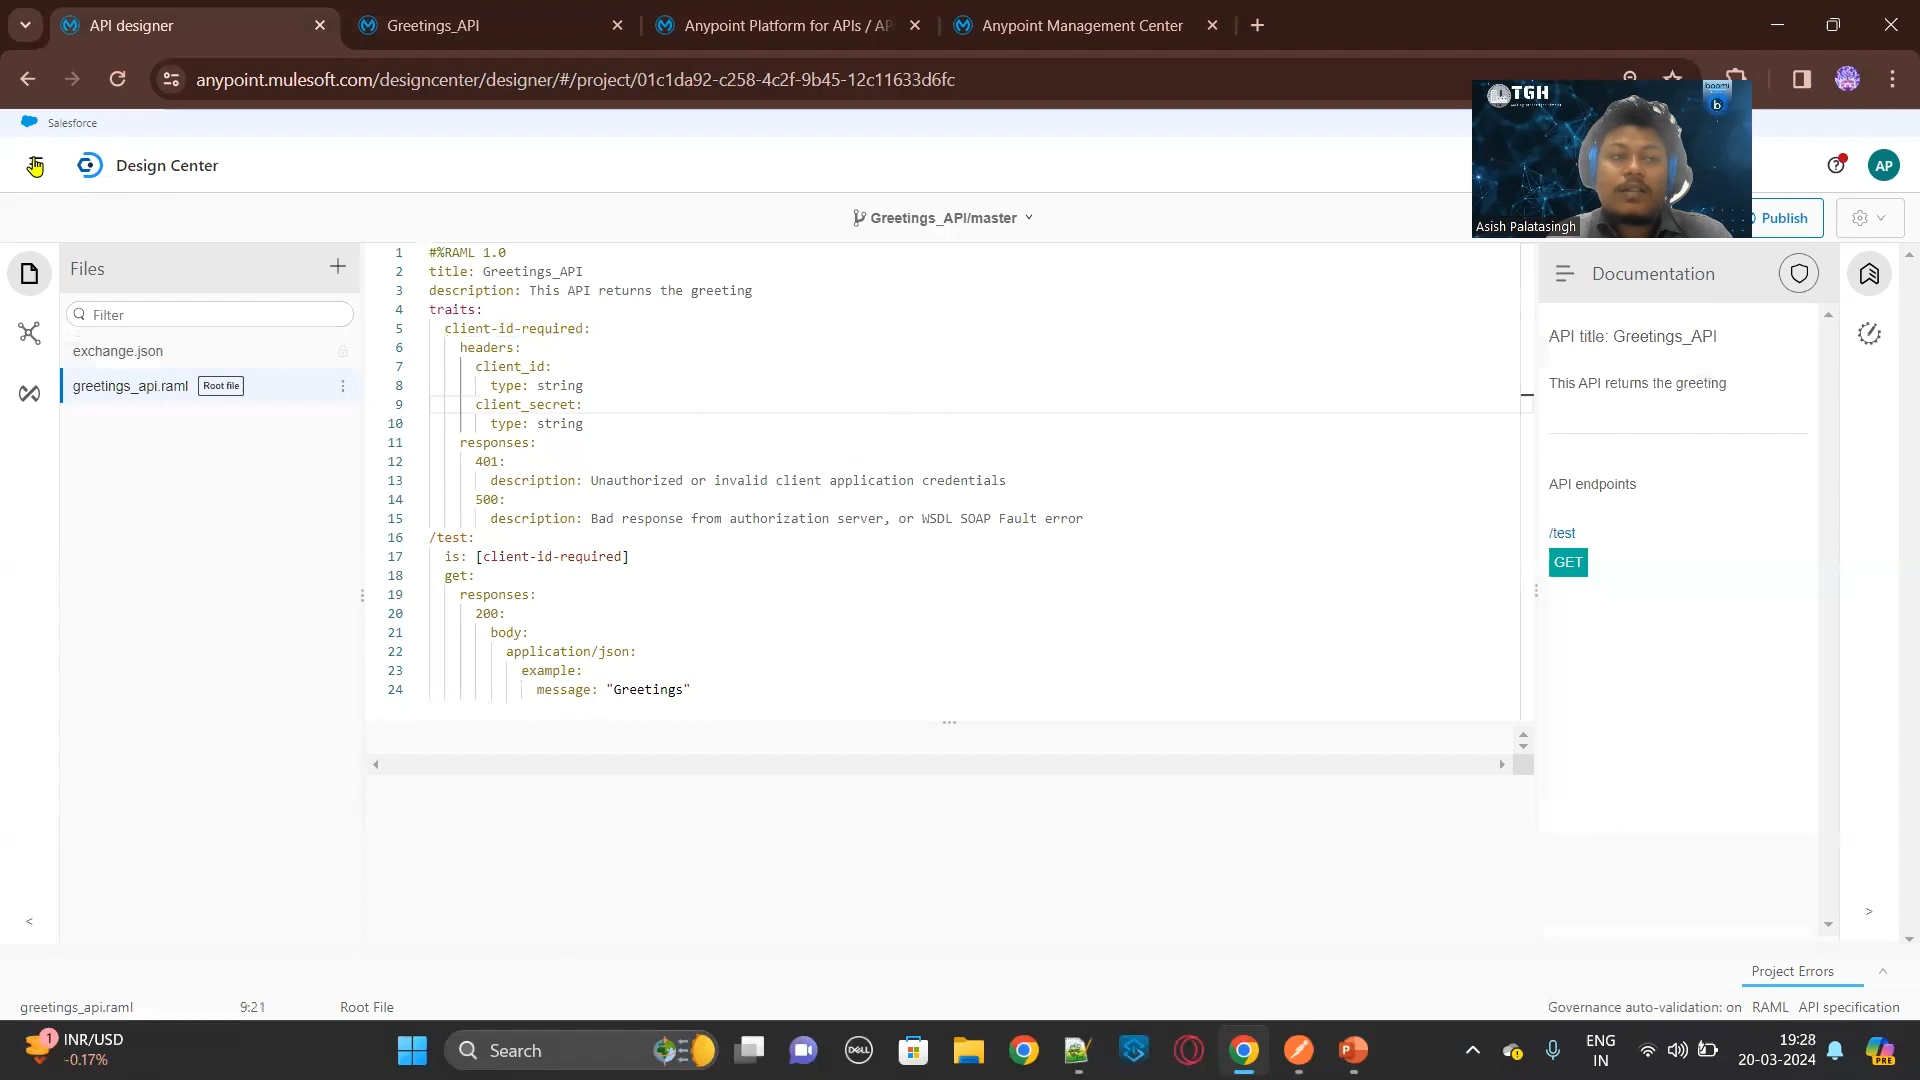 API designer
Greetings_API
Anypoint Platform for APIs / AP
Anypoint Management Center
anypoint.mulesoft.com/designcenter/designer/#/project/01c1da92-c258-4c2f-9b45-12c11633d6fc
Salesforce
TGH
boomi
b
Asish Palatasingh
Design Center
AP
Greetings_API/master
Publish
Files
Filter
exchange.json
greetings_api.raml
Root file
1 #%RAML 1.0
2 title: Greetings_API
3 description: This API returns the greeting
4 traits:
5 client-id-required:
6 headers:
7 client_id:
8 type: string
9 client_secret:
10 type: string
11 responses:
12 401:
13 description: Unauthorized or invalid client application credentials
14 500:
15 description: Bad response from authorization server, or WSDL SOAP Fault error
16 /test:
17 is: [client-id-required]
18 get:
19 responses:
20 200:
21 body:
22 application/json:
23 example:
24 message: "Greetings"
Documentation
API title: Greetings_API
This API returns the greeting
API endpoints
/test
GET
Project Errors
greetings_api.raml 9:21 Root File
Governance auto-validation: on RAML API specification
1
INR/USD
-0.17%
Search
DELL
ENG
IN
19:28
20-03-2024
PRE